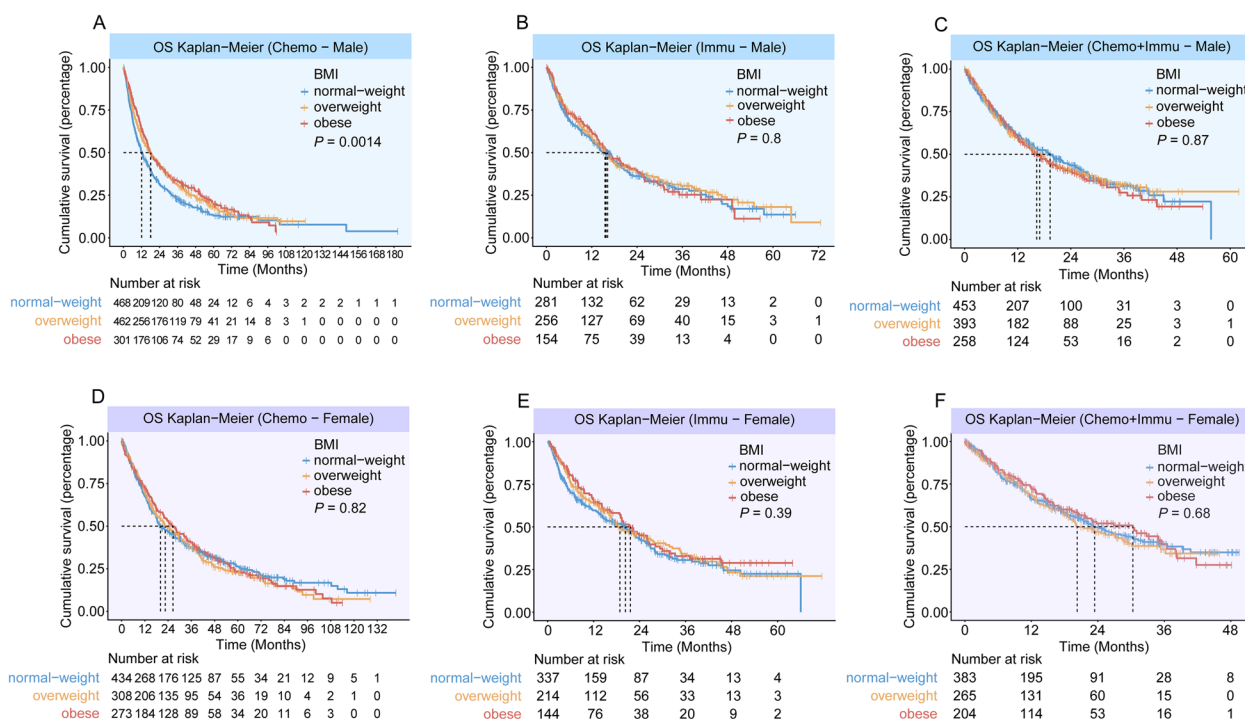 A
OS Kaplan−Meier (Chemo − Male)
Cumulative survival (percentage)
1.00
0.75
0.50
0.25
0.00
BMI
normal−weight
overweight
obese
P = 0.0014
0 12 24 36 48 60 72 84 96 108 120 132 144 156 168 180
Time (Months)
Number at risk
normal−weight 468 209 120 80 48 24 12 6 4 3 2 2 2 1 1 1
overweight 462 256 176 119 79 41 21 14 8 3 1 0 0 0 0 0
obese 301 176 106 74 52 29 17 9 6 0 0 0 0 0 0 0
B
OS Kaplan−Meier (Immu − Male)
Cumulative survival (percentage)
1.00
0.75
0.50
0.25
0.00
BMI
normal−weight
overweight
obese
P = 0.8
0 12 24 36 48 60 72
Time (Months)
Number at risk
normal−weight 281 132 62 29 13 2 0
overweight 256 127 69 40 15 3 1
obese 154 75 39 13 4 0 0
C
OS Kaplan−Meier (Chemo+Immu − Male)
Cumulative survival (percentage)
1.00
0.75
0.50
0.25
0.00
BMI
normal−weight
overweight
obese
P = 0.87
0 12 24 36 48 60
Time (Months)
Number at risk
normal−weight 453 207 100 31 3 0
overweight 393 182 88 25 3 1
obese 258 124 53 16 2 0
D
OS Kaplan−Meier (Chemo − Female)
Cumulative survival (percentage)
1.00
0.75
0.50
0.25
0.00
BMI
normal−weight
overweight
obese
P = 0.82
0 12 24 36 48 60 72 84 96 108 120 132
Time (Months)
Number at risk
normal−weight 434 268 176 125 87 55 34 21 12 9 5 1
overweight 308 206 135 95 54 36 19 10 4 2 1 0
obese 273 184 128 89 58 34 20 11 6 3 0 0
E
OS Kaplan−Meier (Immu − Female)
Cumulative survival (percentage)
1.00
0.75
0.50
0.25
0.00
BMI
normal−weight
overweight
obese
P = 0.39
0 12 24 36 48 60
Time (Months)
Number at risk
normal−weight 337 159 87 34 13 4
overweight 214 112 56 33 13 3
obese 144 76 38 20 9 2
F
OS Kaplan−Meier (Chemo+Immu − Female)
Cumulative survival (percentage)
1.00
0.75
0.50
0.25
0.00
BMI
normal−weight
overweight
obese
P = 0.68
0 12 24 36 48
Time (Months)
Number at risk
normal−weight 383 195 91 28 8
overweight 265 131 60 15 0
obese 204 114 53 16 1